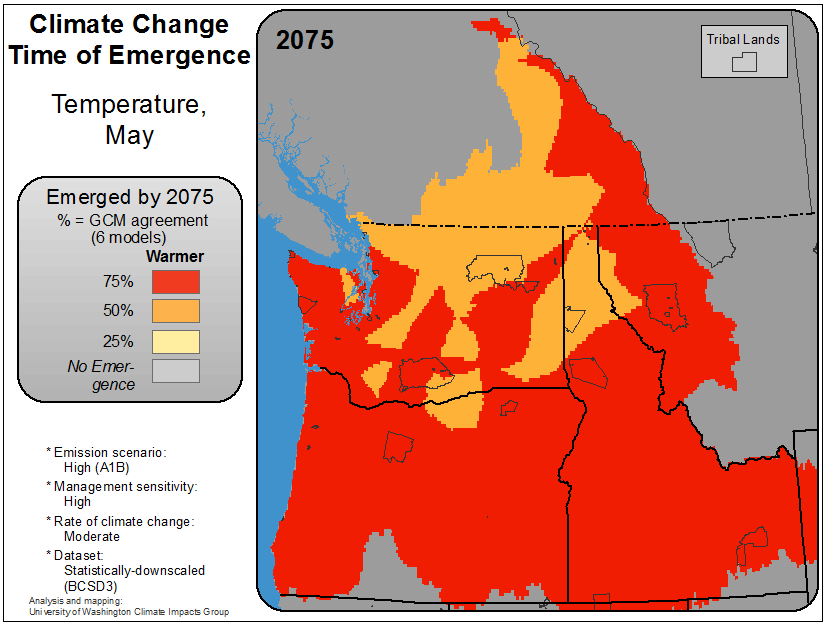 Climate Change
Time of Emergence
Temperature,
May
Emerged by 2075
% = GCM agreement
(6 models)
Warmer
75%
50%
25%
No Emer-
gence
* Emission scenario:
High (A1B)
* Management sensitivity:
High
* Rate of climate change:
Moderate
* Dataset:
Statistically-downscaled
(BCSD3)
Analysis and mapping:
University of Washington Climate Impacts Group
2075
Tribal Lands